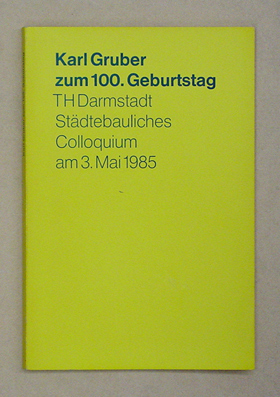 Karl Gruber
zum 100. Geburtstag
TH Darmstadt
Städtebauliches
Colloquium
am 3. Mai 1985